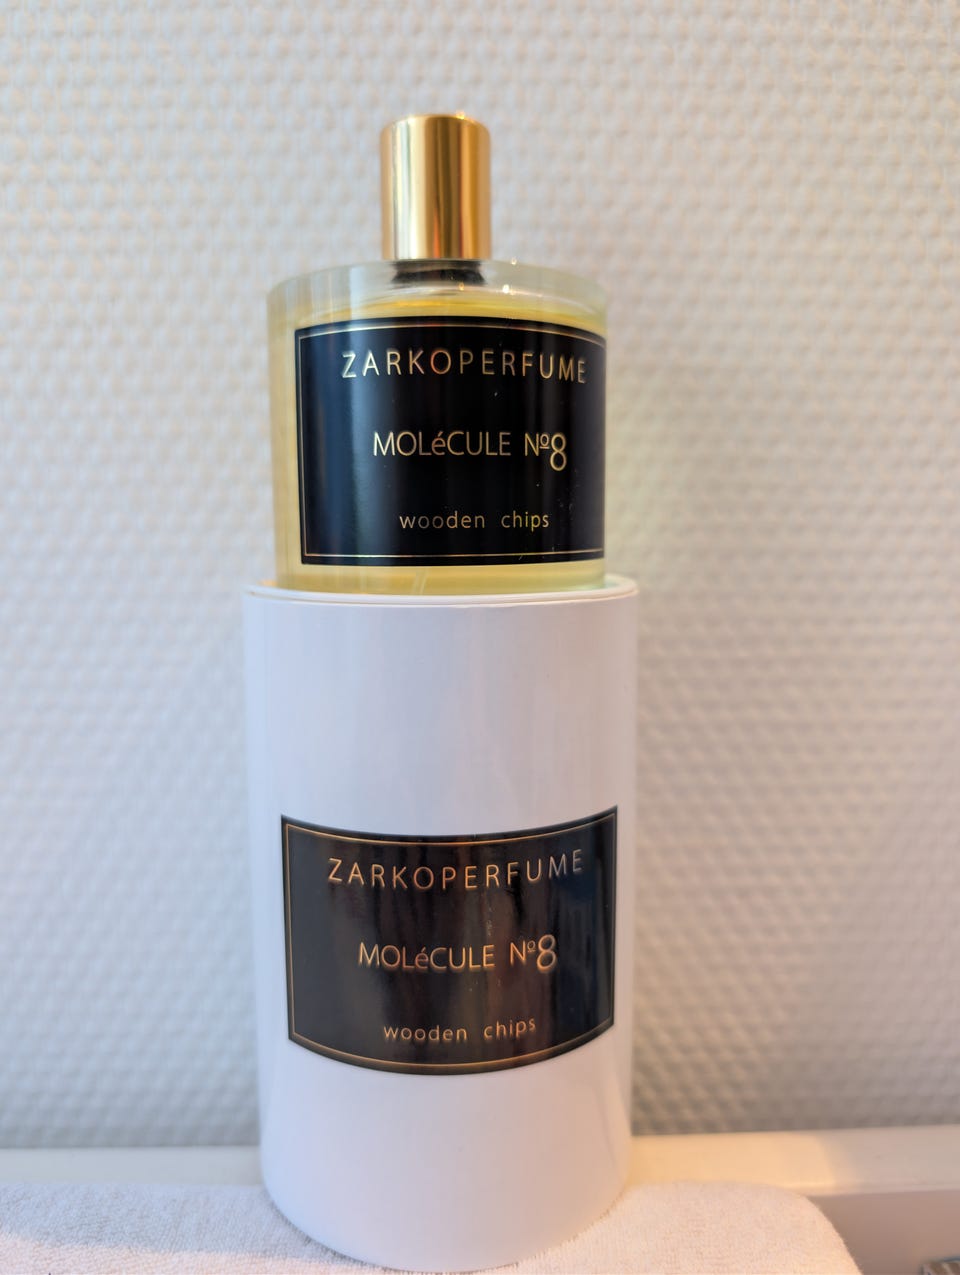 ZARKOPERFUME
MOLéCULE Nº8
wooden chips
ZARKOPERFUME
MOLéCULE Nº8
wooden chips